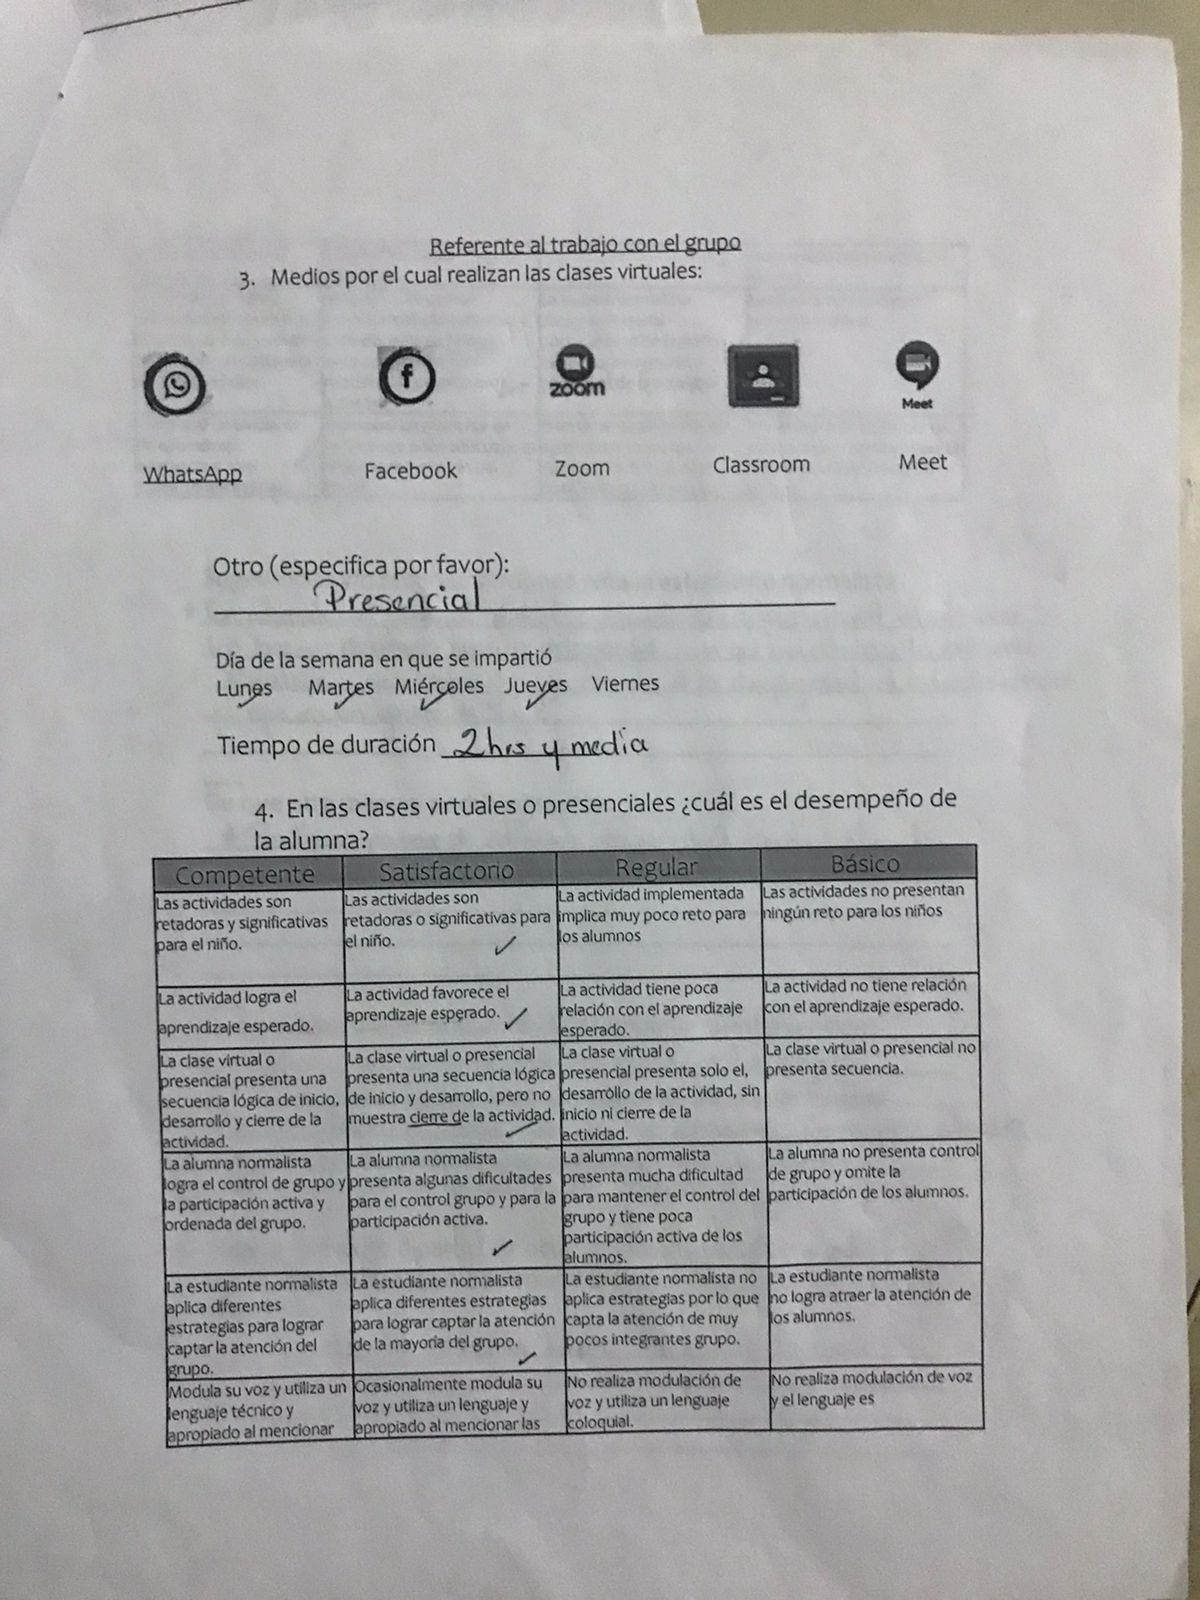 Referente al trabajo con el grupo
3. Medios por el cual realizan las clases virtuales:
zoom
Meet
WhatsApp Facebook Zoom Classroom Meet
Otro (especifica por favor):
Presencial
Día de la semana en que se impartió
Lunes Martes Miércoles Jueves Viernes
Tiempo de duración 2 hrs y media
4. En las clases virtuales o presenciales ¿cuál es el desempeño de
la alumna?
Competente Satisfactorio Regular Básico
Las actividades son
retadoras y significativas
para el niño.
Las actividades son
retadoras o significativas para
el niño.
La actividad implementada
implica muy poco reto para
los alumnos
Las actividades no presentan
ningún reto para los niños
La actividad logra el
aprendizaje esperado.
La actividad favorece el
aprendizaje esperado.
La actividad tiene poca
relación con el aprendizaje
esperado.
La actividad no tiene relación
con el aprendizaje esperado.
La clase virtual o
presencial presenta una
secuencia lógica de inicio,
desarrollo y cierre de la
actividad.
La clase virtual o presencial
presenta una secuencia lógica
de inicio y desarrollo, pero no
muestra cierre de la actividad.
La clase virtual o
presencial presenta solo el,
desarrollo de la actividad, sin
inicio ni cierre de la
actividad.
La clase virtual o presencial no
presenta secuencia.
La alumna normalista
logra el control de grupo y
la participación activa y
ordenada del grupo.
La alumna normalista
presenta algunas dificultades
para el control grupo y para la
participación activa.
La alumna normalista
presenta mucha dificultad
para mantener el control del
grupo y tiene poca
participación activa de los
alumnos.
La alumna no presenta control
de grupo y omite la
participación de los alumnos.
La estudiante normalista
aplica diferentes
estrategias para lograr
captar la atención del
grupo.
La estudiante normalista
aplica diferentes estrategias
para lograr captar la atención
de la mayoría del grupo.
La estudiante normalista no
aplica estrategias por lo que
capta la atención de muy
pocos integrantes grupo.
La estudiante normalista
no logra atraer la atención de
los alumnos.
Modula su voz y utiliza un
lenguaje técnico y
apropiado al mencionar
Ocasionalmente modula su
voz y utiliza un lenguaje y
apropiado al mencionar las
No realiza modulación de
voz y utiliza un lenguaje
coloquial.
No realiza modulación de voz
y el lenguaje es